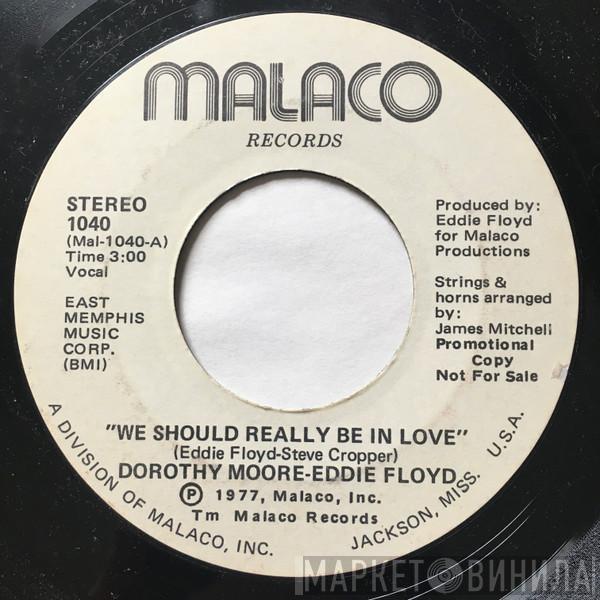 MALACO
RECORDS
STEREO
1040
(Mal-1040-A)
Time 3:00
Vocal
EAST
MEMPHIS
MUSIC
CORP.
(BMI)
Produced by:
Eddie Floyd
for Malaco
Productions
Strings &
horns arranged
by:
James Mitchell
Promotional
Copy
Not For Sale
"WE SHOULD REALLY BE IN LOVE"
(Eddie Floyd-Steve Cropper)
DOROTHY MOORE-EDDIE FLOYD
Ⓟ 1977, Malaco, Inc.
Tm Malaco Records
A DIVISION OF MALACO, INC. JACKSON, MISS. U.S.A.
МАРКЕТ ВИНИЛА